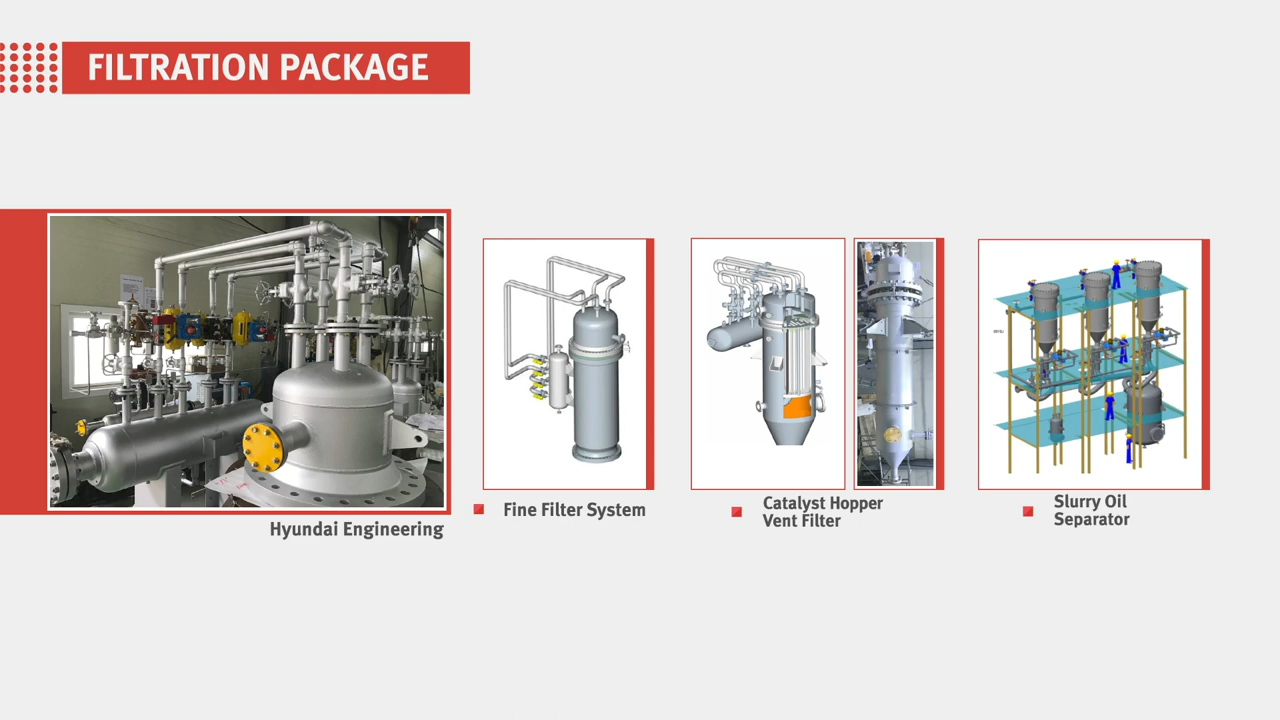 FILTRATION PACKAGE
Hyundai Engineering
Fine Filter System
Catalyst Hopper
Vent Filter
Slurry Oil
Separator